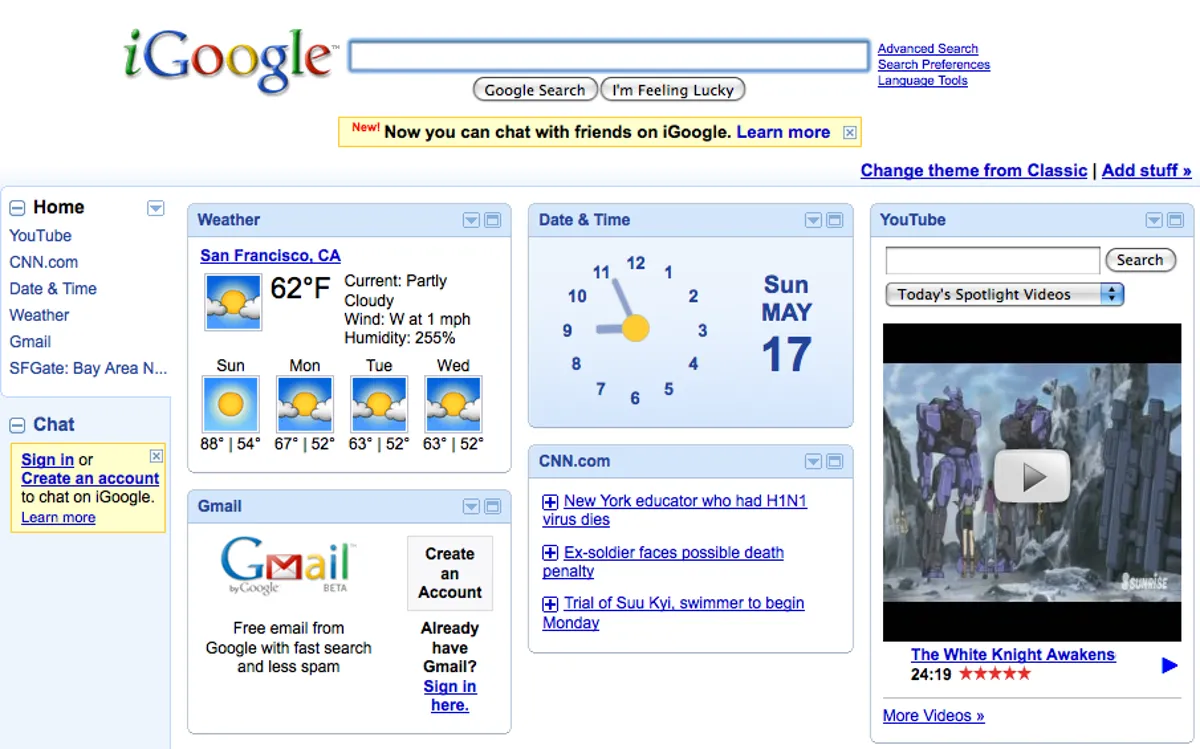 iGoogle™
Advanced Search
Search Preferences
Language Tools
Google Search
I'm Feeling Lucky
New! Now you can chat with friends on iGoogle. Learn more
Change theme from Classic | Add stuff »
Home
YouTube
CNN.com
Date & Time
Weather
Gmail
SFGate: Bay Area N...
Chat
Sign in or
Create an account
to chat on iGoogle.
Learn more
Weather
San Francisco, CA
62°F
Current: Partly
Cloudy
Wind: W at 1 mph
Humidity: 255%
Sun Mon Tue Wed
88° | 54° 67° | 52° 63° | 52° 63° | 52°
Gmail
Gmail™
by Google BETA
Free email from
Google with fast search
and less spam
Create
an
Account
Already
have
Gmail?
Sign in
here.
Date & Time
12
1
2
3
4
5
6
7
8
9
10
11
Sun
MAY
17
CNN.com
New York educator who had H1N1
virus dies
Ex-soldier faces possible death
penalty
Trial of Suu Kyi, swimmer to begin
Monday
YouTube
Search
Today's Spotlight Videos
SUNRISE
The White Knight Awakens
24:19 ★★★★★
More Videos »